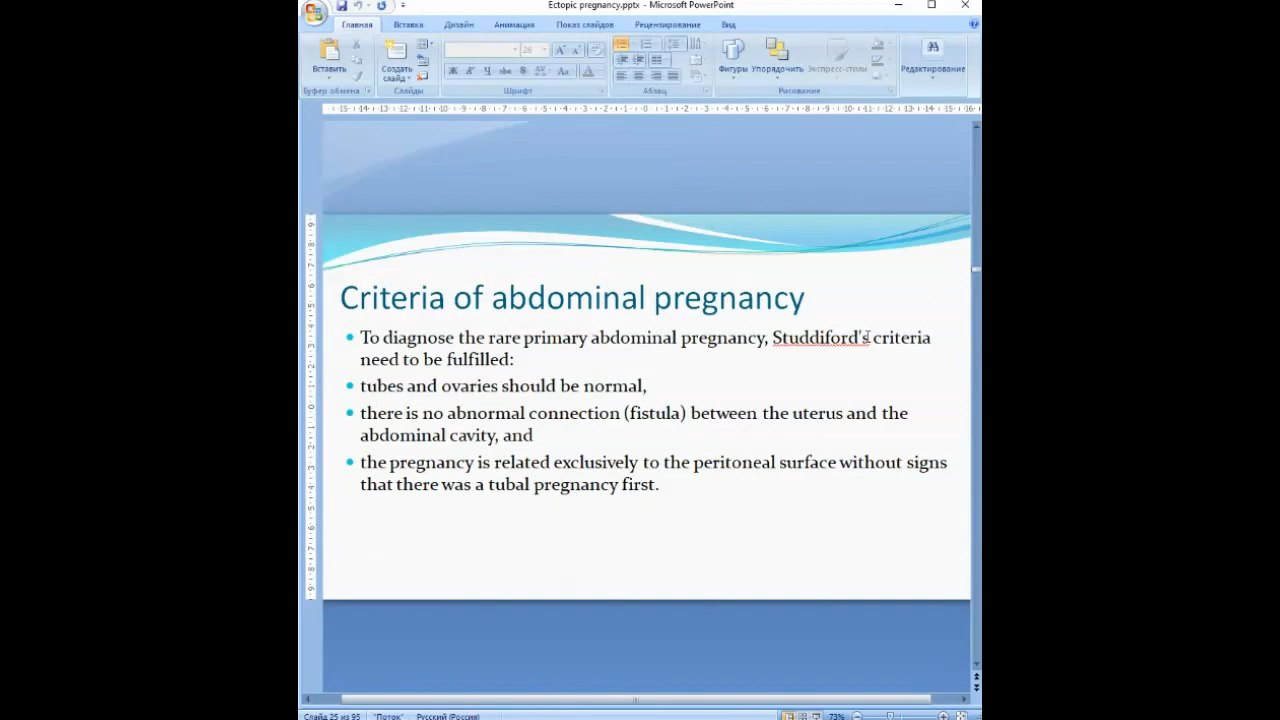 Ectopic pregnancy.pptx - Microsoft PowerPoint
Главная Вставка Дизайн Анимация Показ слайдов Рецензирование Вид
Вставить Создать слайд Фигуры Упорядочить Экспресс-стили Редактирование
Буфер обмена Слайды Шрифт Абзац Рисование
Criteria of abdominal pregnancy
To diagnose the rare primary abdominal pregnancy, Studdiford's criteria
need to be fulfilled:
tubes and ovaries should be normal,
there is no abnormal connection (fistula) between the uterus and the
abdominal cavity, and
the pregnancy is related exclusively to the peritoneal surface without signs
that there was a tubal pregnancy first.
Слайд 25 из 95 "Поток" Русский (Россия) 73%